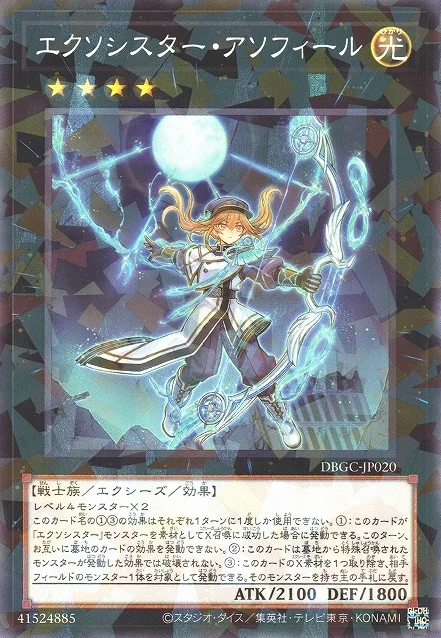 エクソシスター・アソフィール
光
DBGC-JP020
【戦士族/エクシーズ/効果】
レベル4モンスター×2
このカード名の①③の効果はそれぞれ1ターンに1度しか使用できない。①:このカードが
「エクソシスター」モンスターを素材としてX召喚に成功した場合に発動できる。このターン、
お互いに墓地のカードの効果を発動できない。②:このカードは墓地から特殊召喚された
モンスターが発動した効果では破壊されない。③:このカードのX素材を1つ取り除き、相手
フィールドのモンスター1体を対象として発動できる。そのモンスターを持ち主の手札に戻す。
ATK/2100 DEF/1800
41524885
©スタジオ・ダイス/集英社・テレビ東京・KONAMI